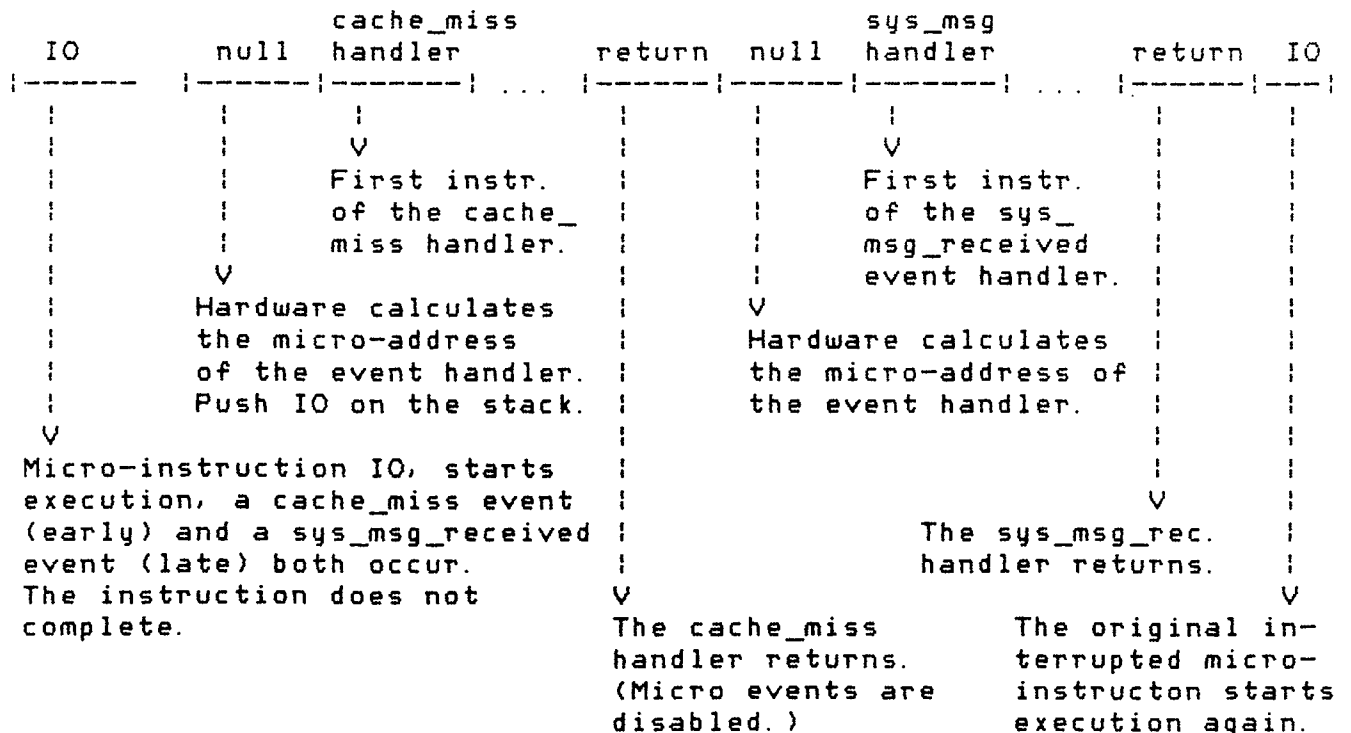 cache_miss sys_msg
IO null handler return null handler return IO
|------ |------|-------| ... |------|------|-------| ... |------|---|
First instr. First instr.
of the cache_ of the sys_
miss handler. msg_received
event handler.
Hardware calculates
the micro-address Hardware calculates
of the event handler. the micro-address of
Push IO on the stack. the event handler.
Micro-instruction IO, starts
execution, a cache_miss event
(early) and a sys_msg_received The sys_msg_rec.
event (late) both occur. handler returns.
The instruction does not
complete. The cache_miss The original in-
handler returns. terrupted micro-
(Micro events are instructon starts
disabled.) execution again.